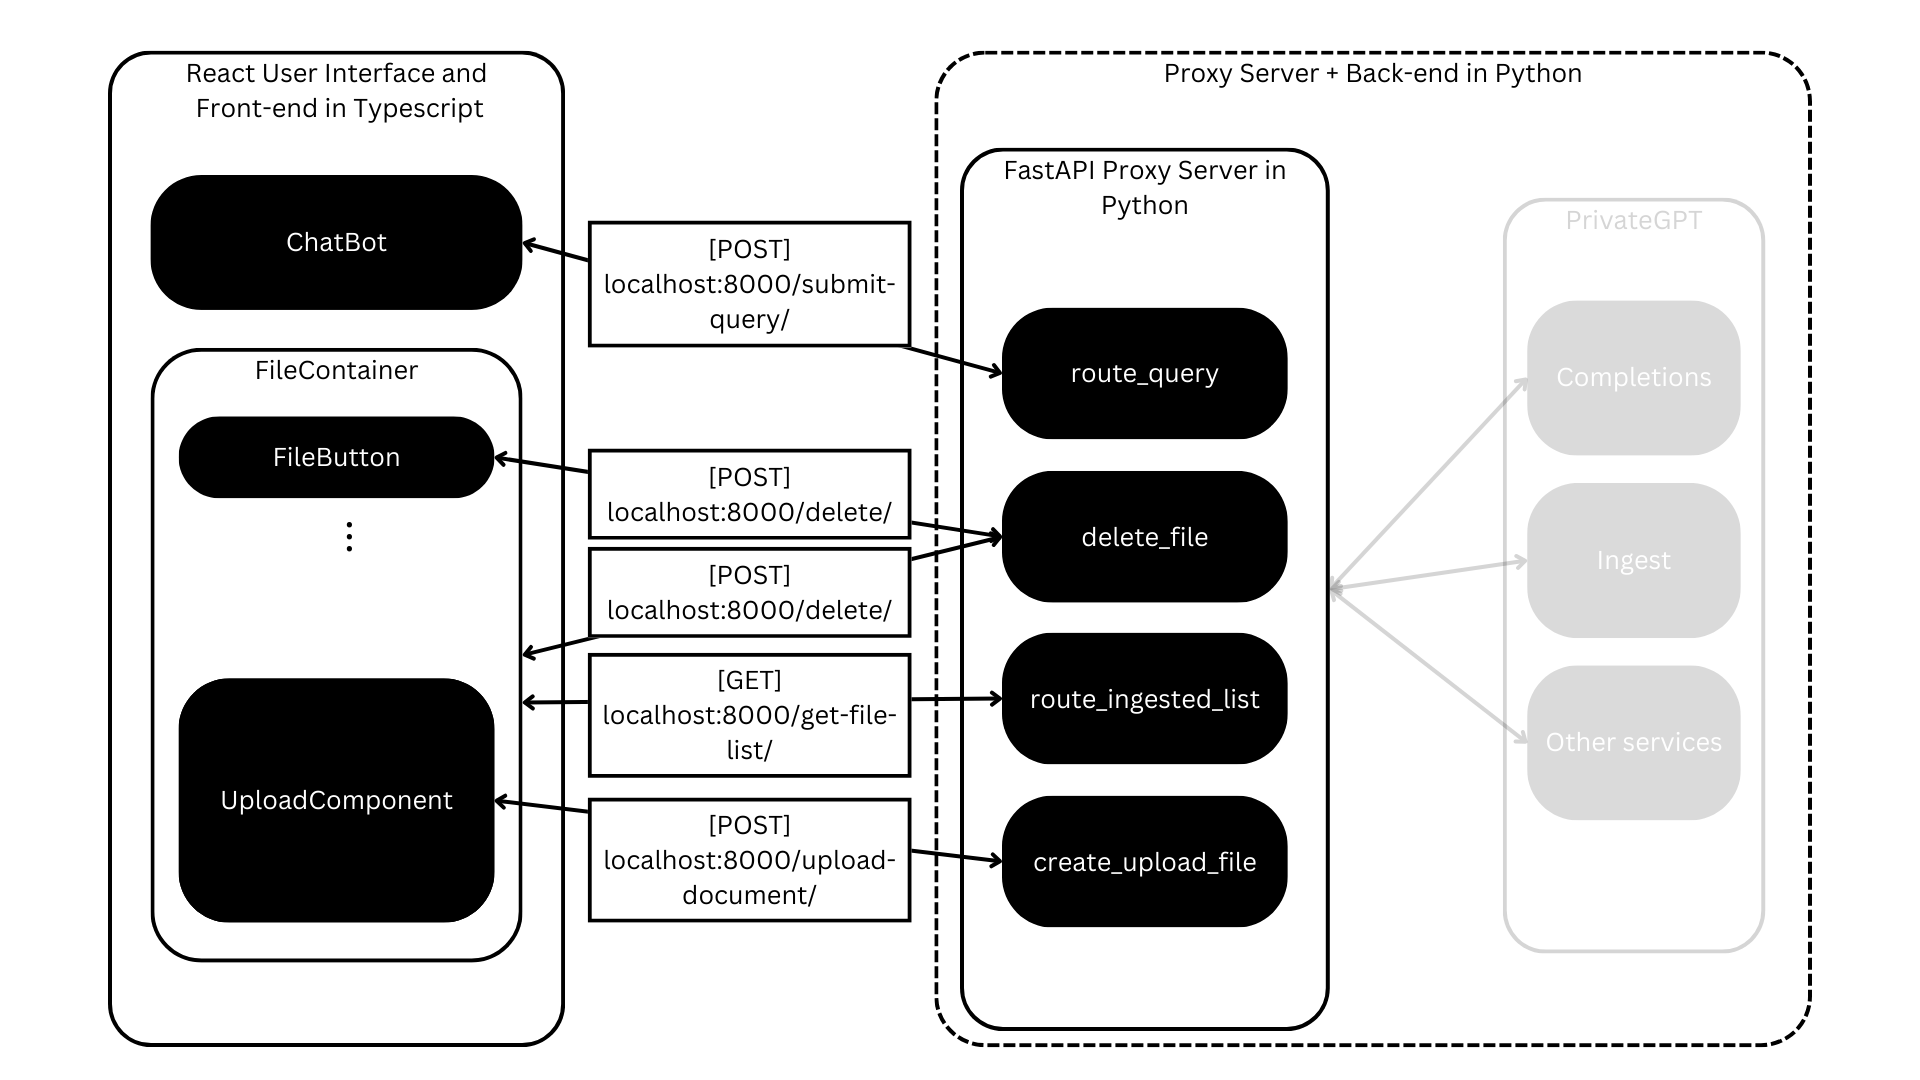 React User Interface and
Front-end in Typescript
ChatBot
FileContainer
FileButton
UploadComponent
[POST]
localhost:8000/submit-
query/
[POST]
localhost:8000/delete/
[POST]
localhost:8000/delete/
[GET]
localhost:8000/get-file-
list/
[POST]
localhost:8000/upload-
document/
Proxy Server + Back-end in Python
FastAPI Proxy Server in
Python
route_query
delete_file
route_ingested_list
create_upload_file
PrivateGPT
Completions
Ingest
Other services